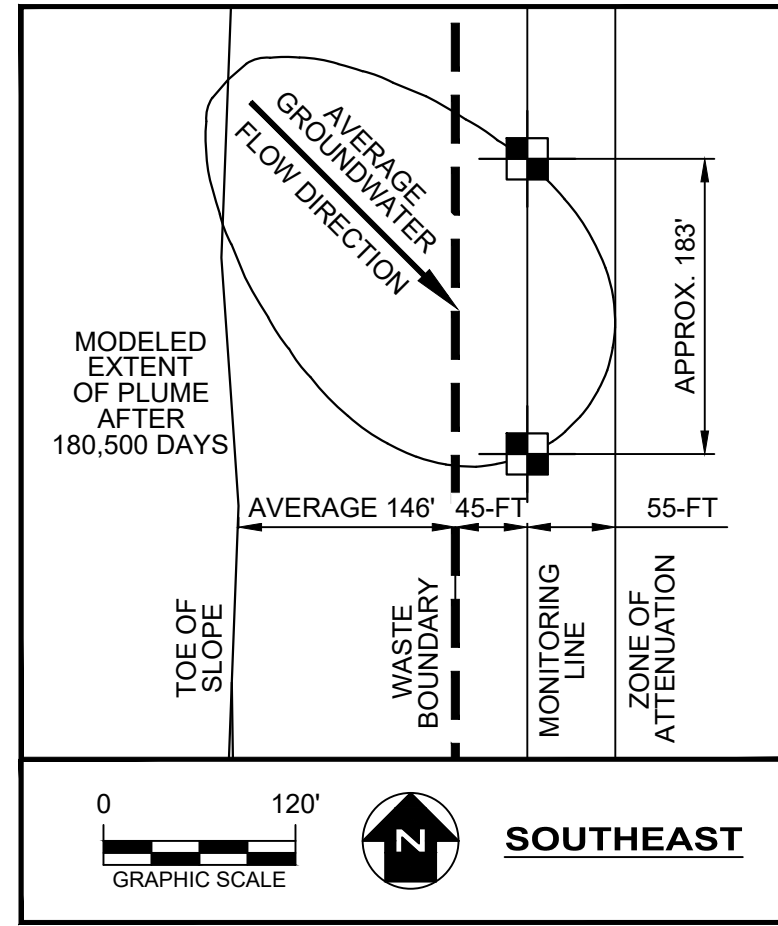 AVERAGE
GROUNDWATER
FLOW DIRECTION
APPROX. 183'
MODELED
EXTENT
OF PLUME
AFTER
180,500 DAYS
AVERAGE 146'
45-FT
55-FT
TOE OF
SLOPE
WASTE
BOUNDARY
MONITORING
LINE
ZONE OF
ATTENUATION
0
120'
GRAPHIC SCALE
N
SOUTHEAST